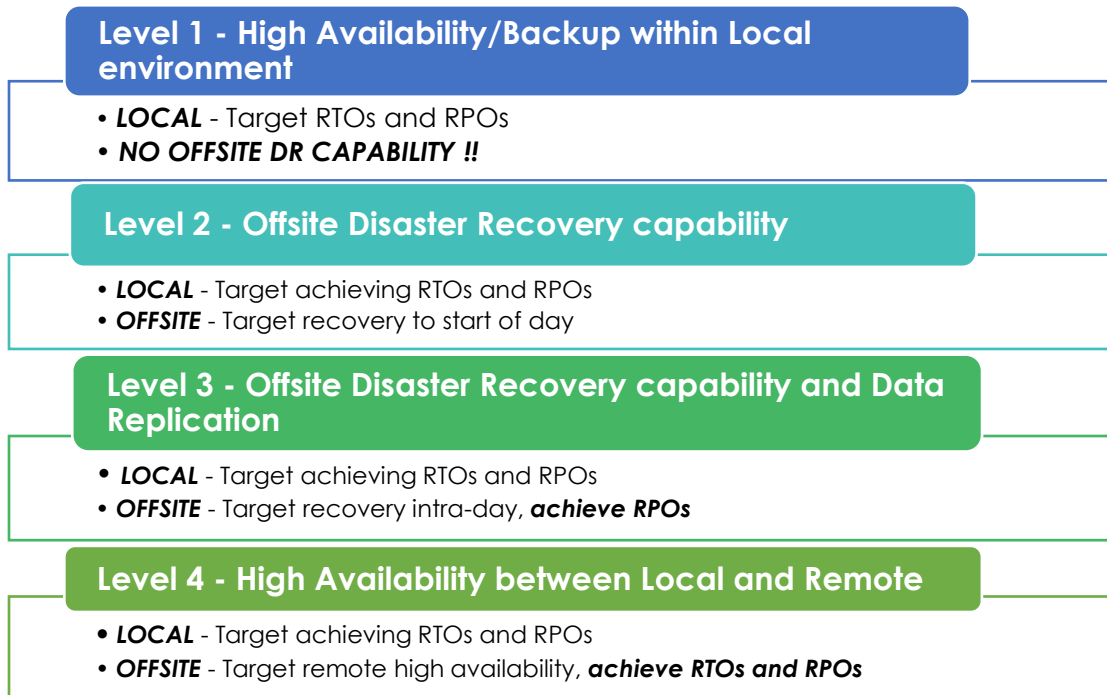 Level 1 - High Availability/Backup within Local
environment
• LOCAL - Target RTOs and RPOs
• NO OFFSITE DR CAPABILITY !!
Level 2 - Offsite Disaster Recovery capability
• LOCAL - Target achieving RTOs and RPOs
• OFFSITE - Target recovery to start of day
Level 3 - Offsite Disaster Recovery capability and Data
Replication
• LOCAL - Target achieving RTOs and RPOs
• OFFSITE - Target recovery intra-day, achieve RPOs
Level 4 - High Availability between Local and Remote
• LOCAL - Target achieving RTOs and RPOs
• OFFSITE - Target remote high availability, achieve RTOs and RPOs